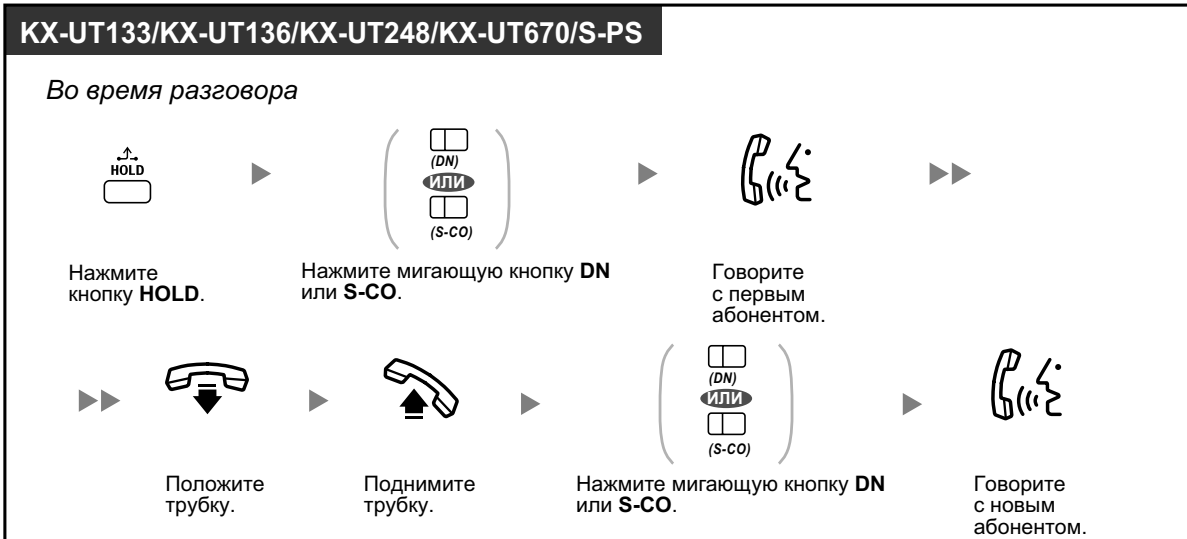 KX-UT133/KX-UT136/KX-UT248/KX-UT670/S-PS
Во время разговора
HOLD
(DN)
ИЛИ
(S-CO)
Нажмите
кнопку HOLD.
Нажмите мигающую кнопку DN
или S-CO.
Говорите
с первым
абонентом.
(DN)
ИЛИ
(S-CO)
Положите
трубку.
Поднимите
трубку.
Нажмите мигающую кнопку DN
или S-CO.
Говорите
с новым
абонентом.